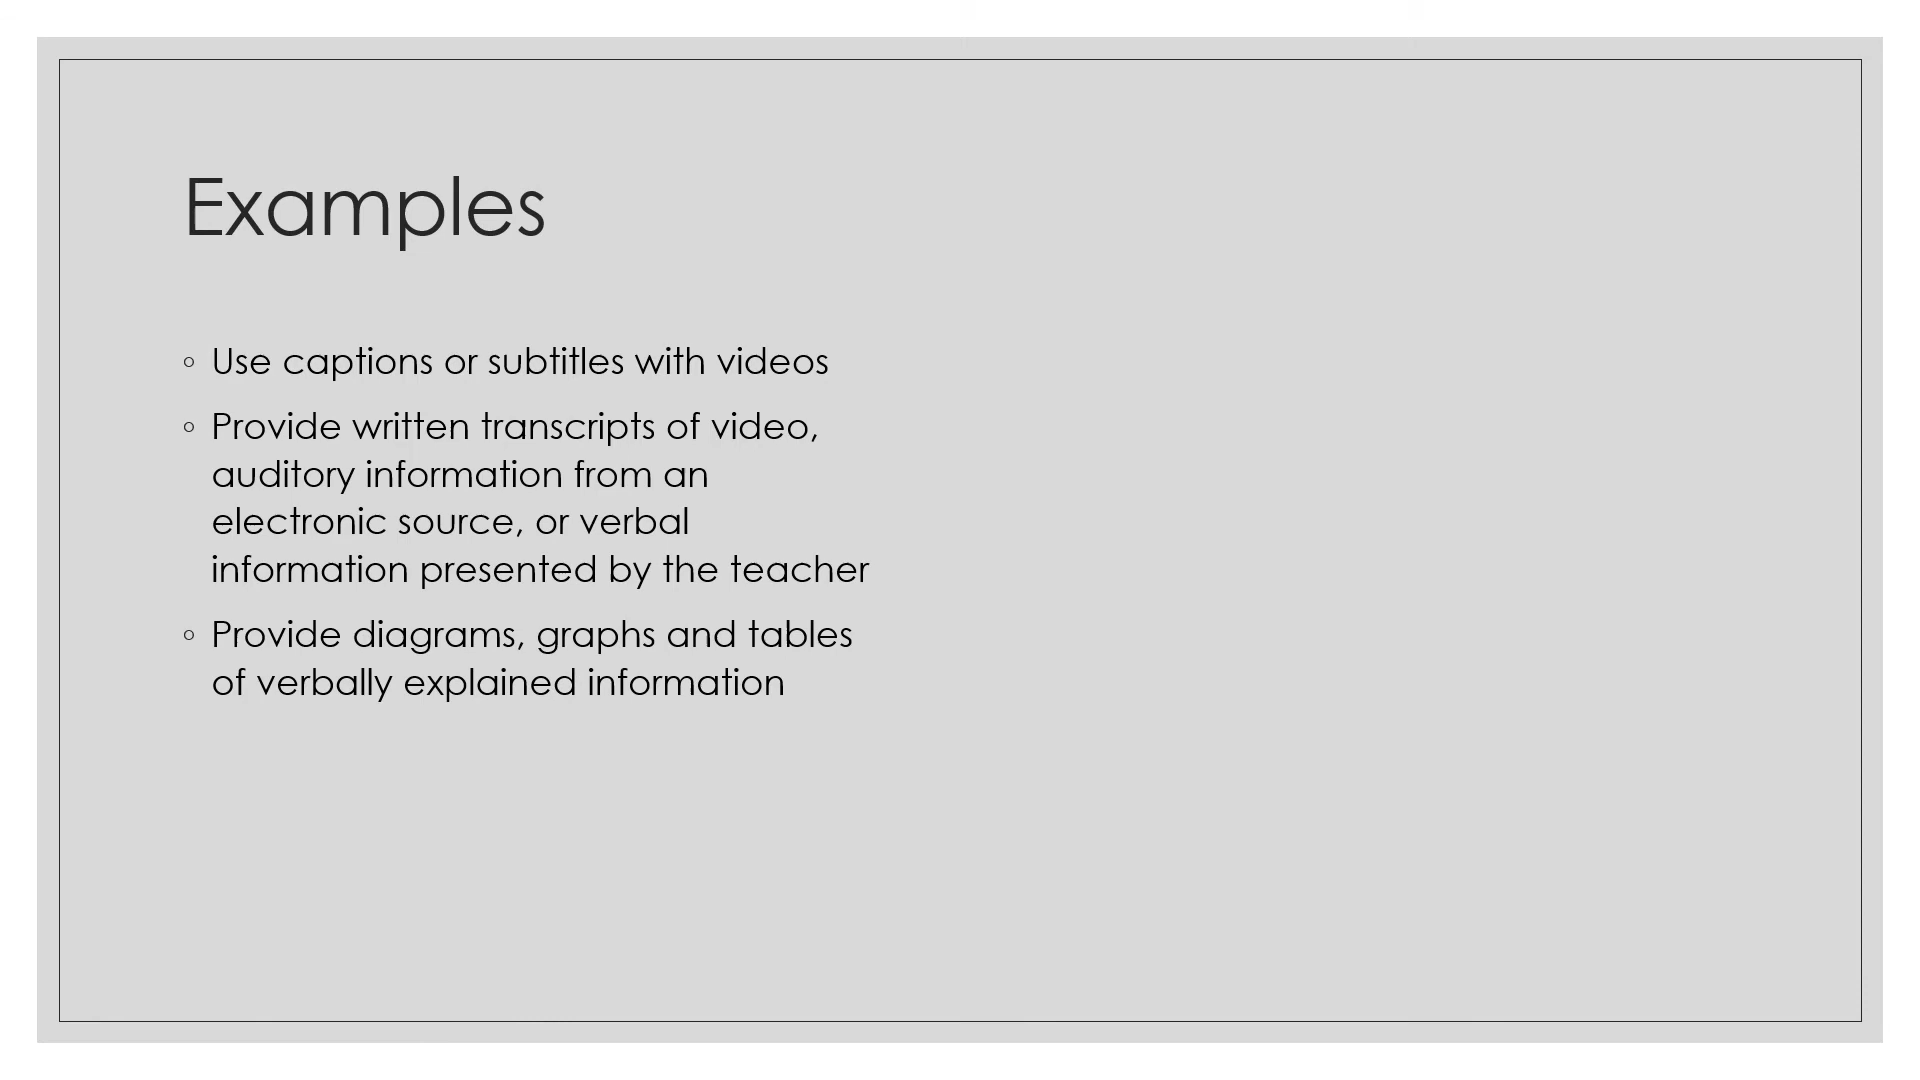 Examples
◦ Use captions or subtitles with videos
◦ Provide written transcripts of video,
auditory information from an
electronic source, or verbal
information presented by the teacher
◦ Provide diagrams, graphs and tables
of verbally explained information